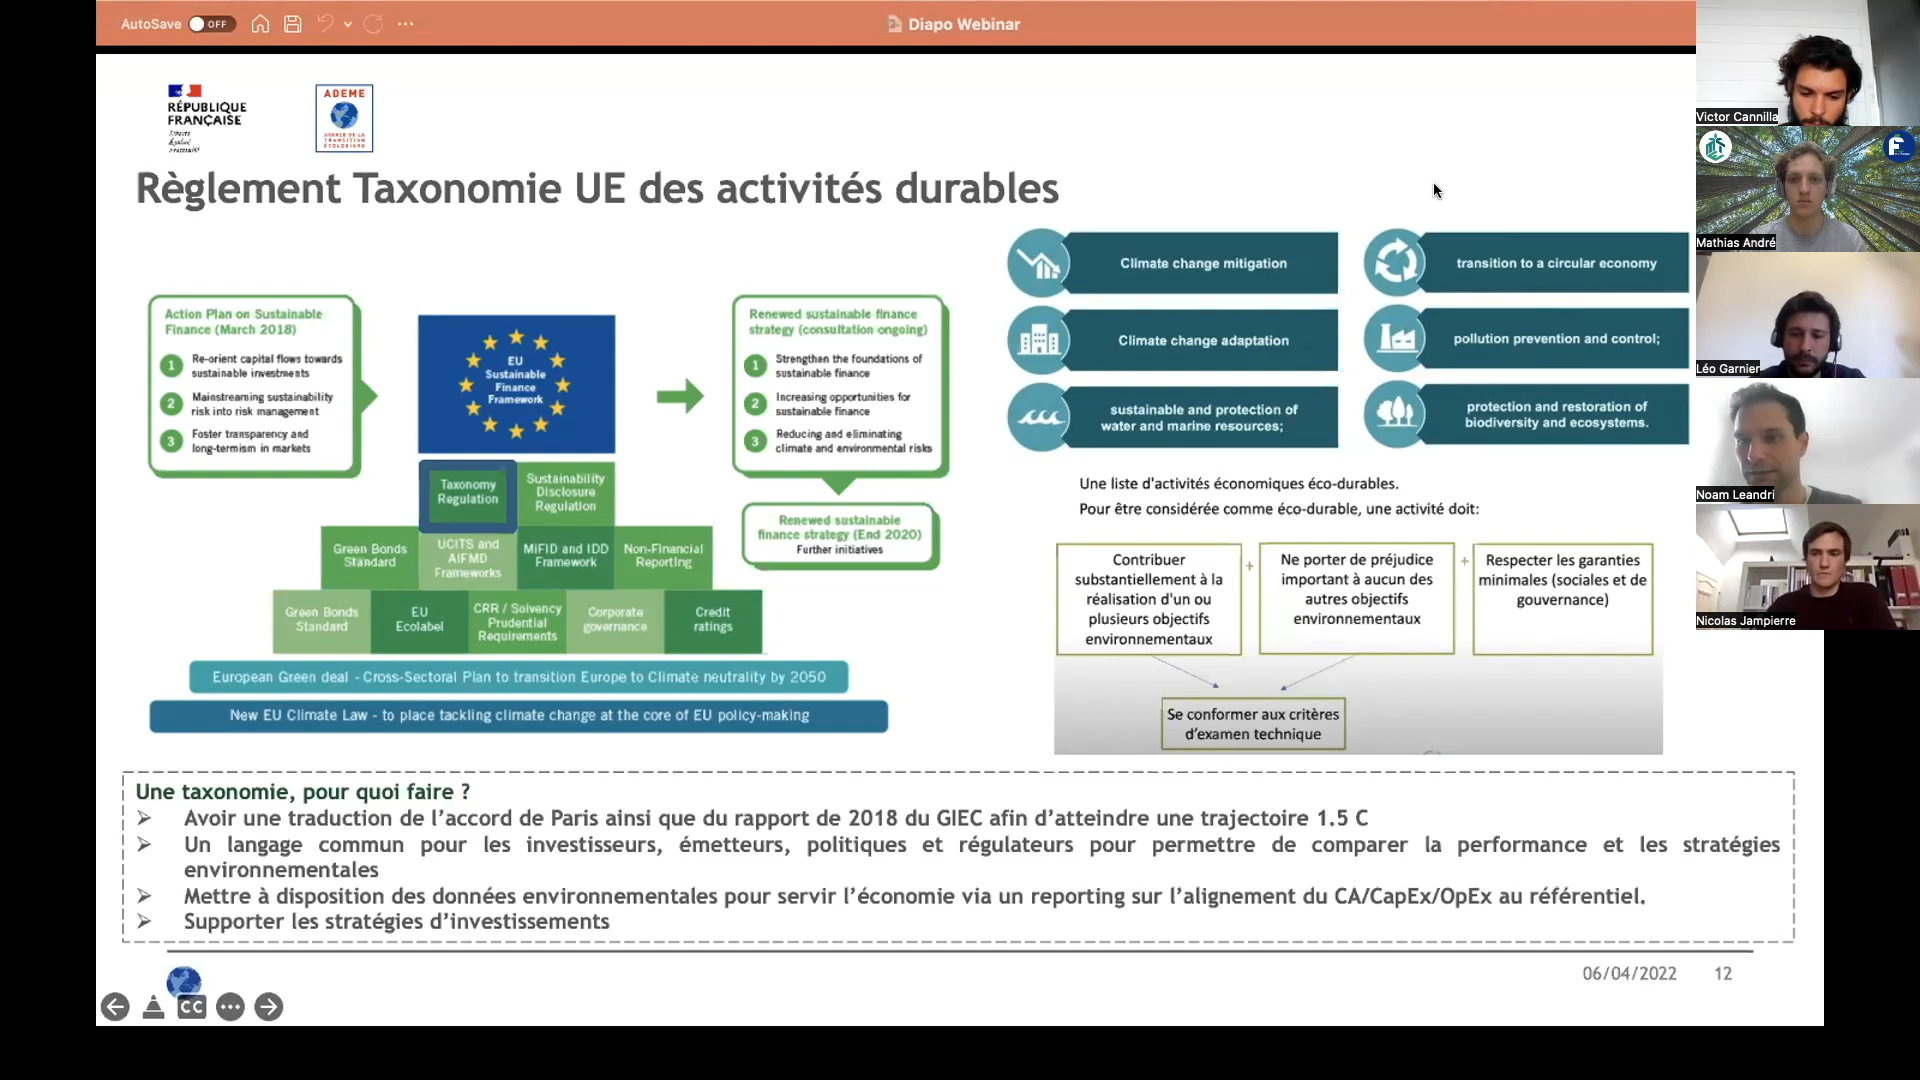 AutoSave OFF
Diapo Webinar
RÉPUBLIQUE
FRANÇAISE
Liberté
Égalité
Fraternité
ADEME
AGENCE DE LA
TRANSITION
ÉCOLOGIQUE
Règlement Taxonomie UE des activités durables
Action Plan on Sustainable
Finance (March 2018)
1 Re-orient capital flows towards
sustainable investments
2 Mainstreaming sustainability
risk into risk management
3 Foster transparency and
long-termism in markets
EU
Sustainable
Finance
Framework
Renewed sustainable finance
strategy (consultation ongoing)
1 Strengthen the foundations of
sustainable finance
2 Increasing opportunities for
sustainable finance
3 Reducing and eliminating
climate and environmental risks
Renewed sustainable
finance strategy (End 2020)
Further initiatives
Taxonomy
Regulation
Sustainability
Disclosure
Regulation
Green Bonds
Standard
UCITS and
AIFMD
Frameworks
MiFID and IDD
Framework
Non-Financial
Reporting
Green Bonds
Standard
EU
Ecolabel
CRR / Solvency
Prudential
Requirements
Corporate
governance
Credit
ratings
European Green deal - Cross-Sectoral Plan to transition Europe to Climate neutrality by 2050
New EU Climate Law - to place tackling climate change at the core of EU policy-making
Climate change mitigation
transition to a circular economy
Climate change adaptation
pollution prevention and control;
sustainable and protection of
water and marine resources;
protection and restoration of
biodiversity and ecosystems.
Une liste d'activités économiques éco-durables.
Pour être considérée comme éco-durable, une activité doit:
Contribuer
substantiellement à la
réalisation d'un ou
plusieurs objectifs
environnementaux
+
Ne porter de préjudice
important à aucun des
autres objectifs
environnementaux
+
Respecter les garanties
minimales (sociales et de
gouvernance)
Se conformer aux critères
d'examen technique
Une taxonomie, pour quoi faire ?
Avoir une traduction de l'accord de Paris ainsi que du rapport de 2018 du GIEC afin d'atteindre une trajectoire 1.5 C
Un langage commun pour les investisseurs, émetteurs, politiques et régulateurs pour permettre de comparer la performance et les stratégies
environnementales
Mettre à disposition des données environnementales pour servir l'économie via un reporting sur l'alignement du CA/CapEx/OpEx au référentiel.
Supporter les stratégies d'investissements
06/04/2022 12
CC
Victor Cannilla
Mathias André
F
Léo Garnier
Noam Leandri
Nicolas Jampierre